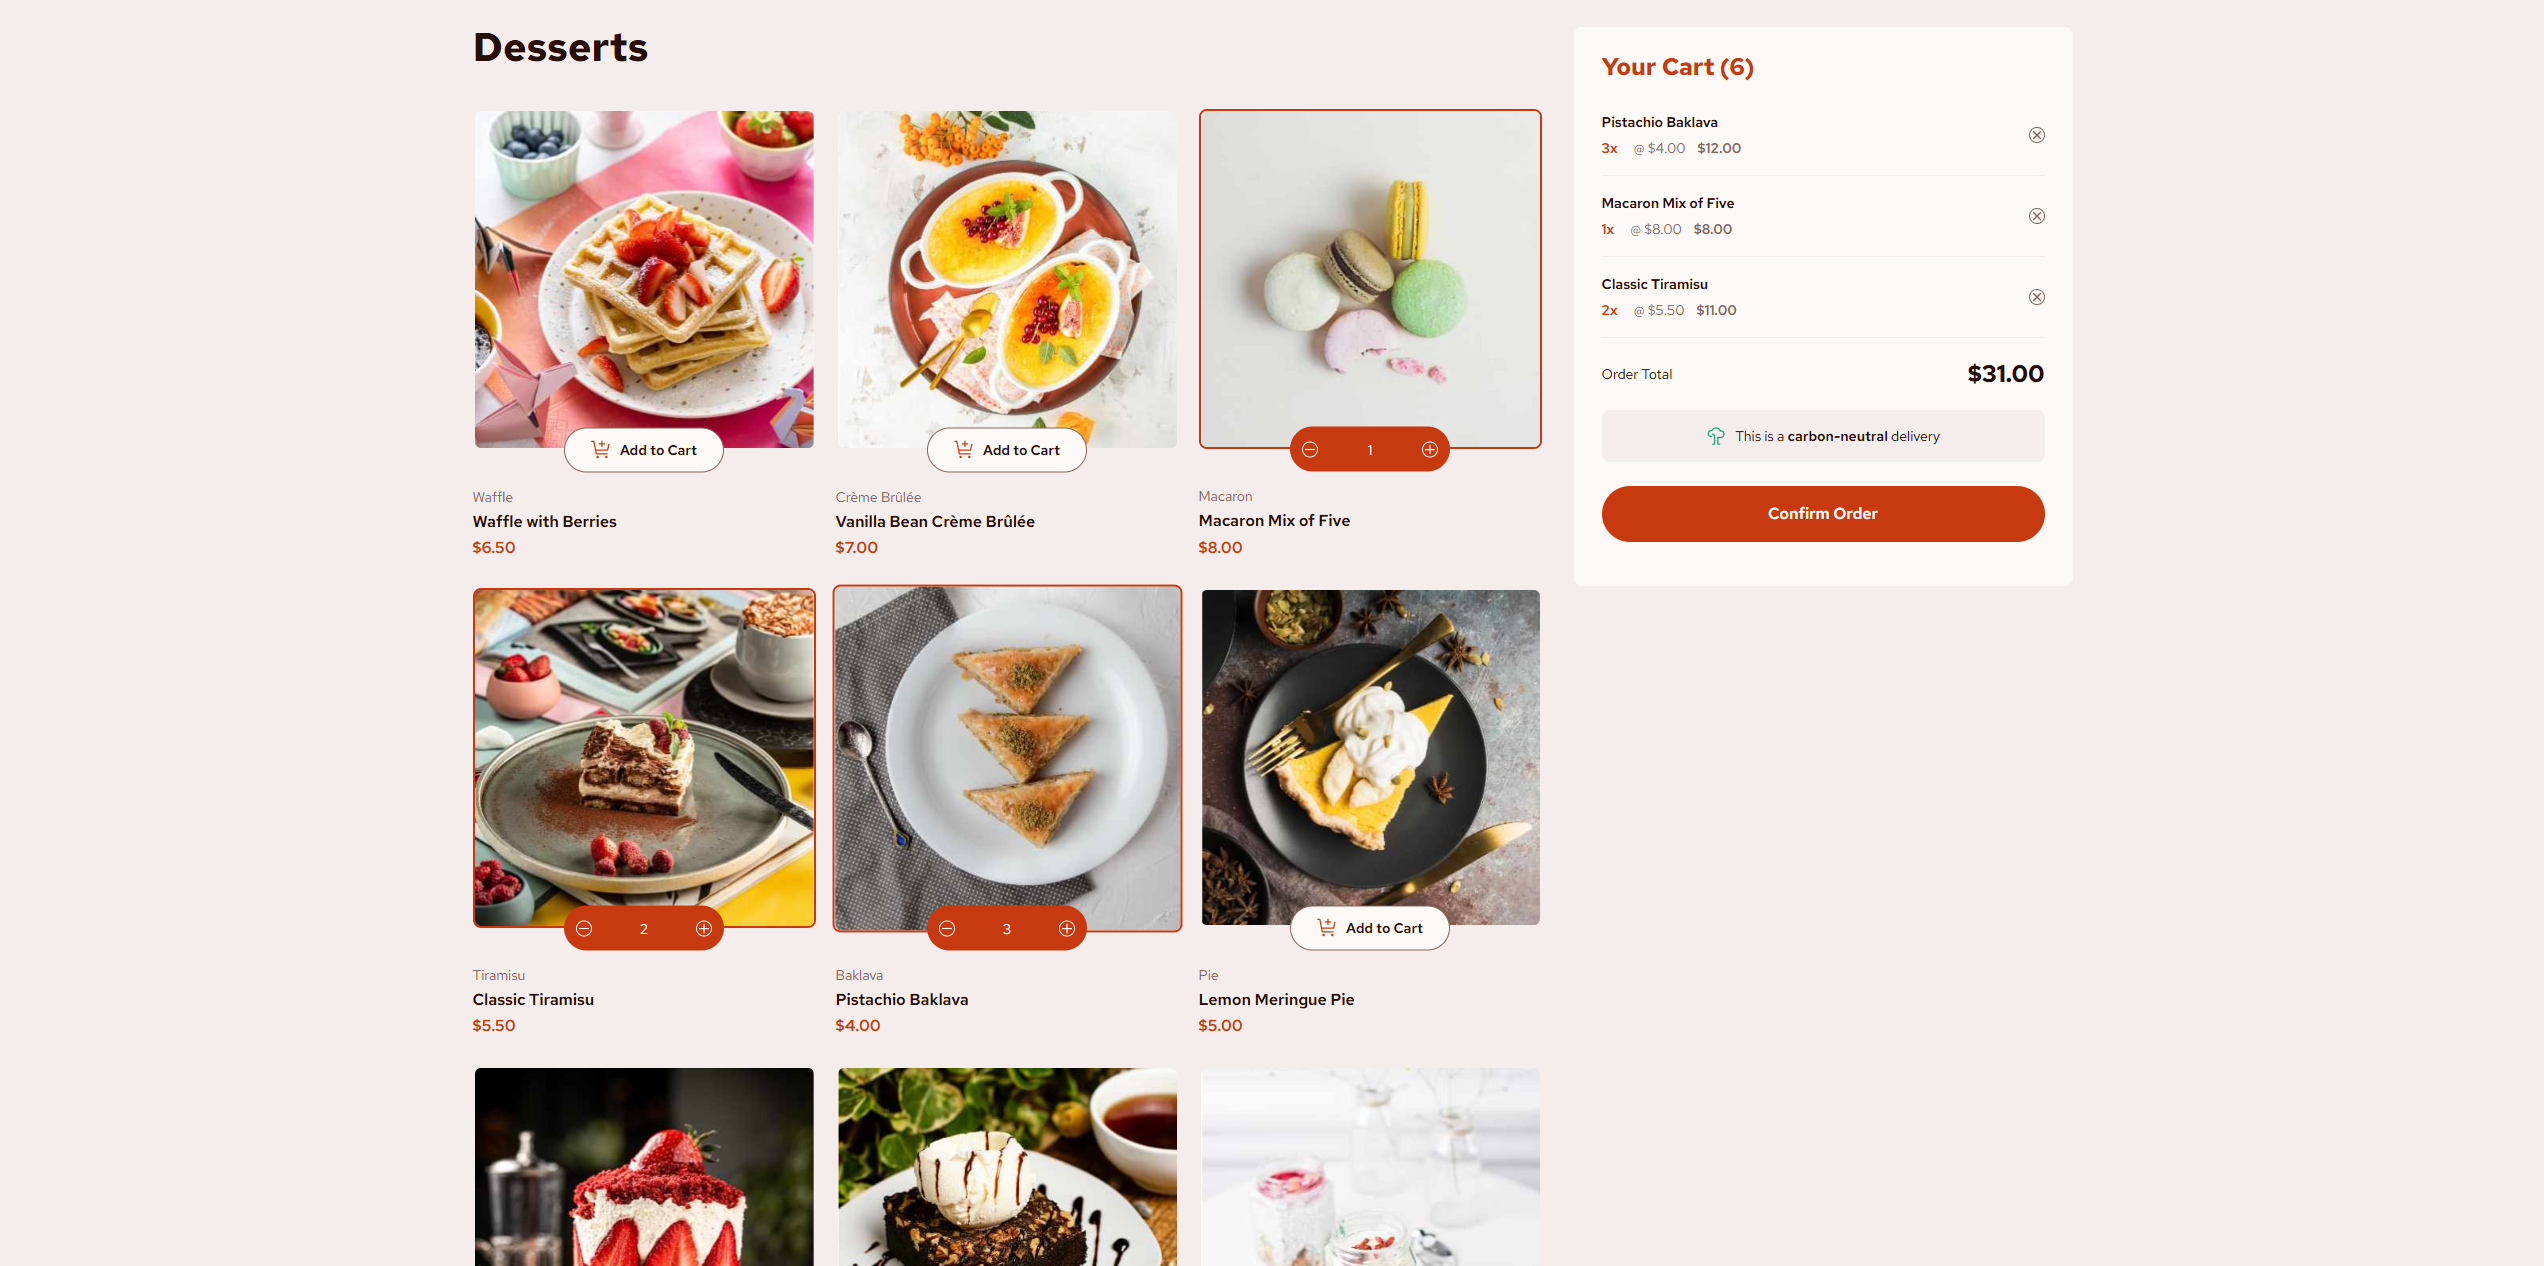 Desserts
Add to Cart
Waffle
Waffle with Berries
$6.50
Add to Cart
Crème Brûlée
Vanilla Bean Crème Brûlée
$7.00
1
Macaron
Macaron Mix of Five
$8.00
2
Tiramisu
Classic Tiramisu
$5.50
3
Baklava
Pistachio Baklava
$4.00
Add to Cart
Pie
Lemon Meringue Pie
$5.00
Your Cart (6)
Pistachio Baklava
3x @ $4.00 $12.00
Macaron Mix of Five
1x @ $8.00 $8.00
Classic Tiramisu
2x @ $5.50 $11.00
Order Total $31.00
This is a carbon-neutral delivery
Confirm Order